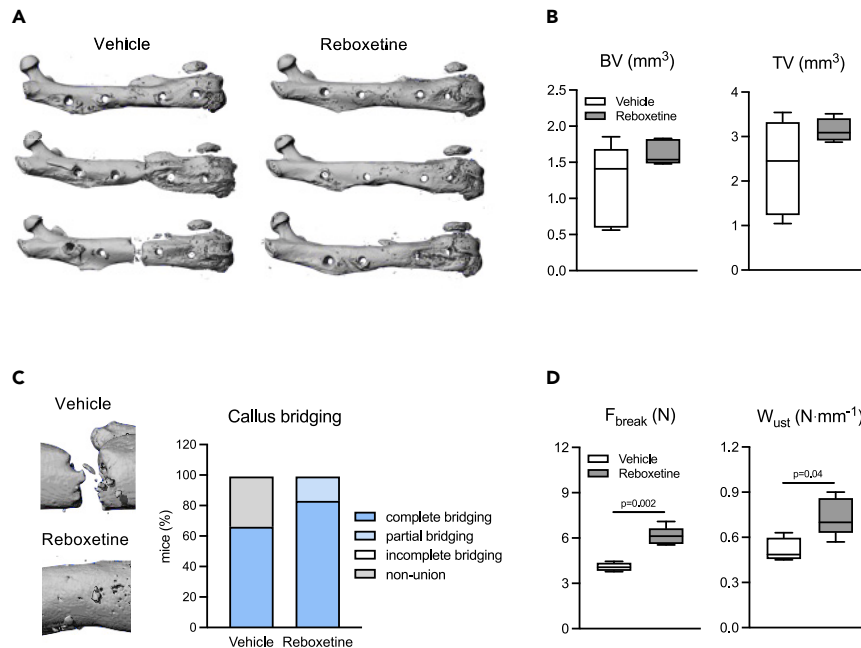 A
Vehicle
Reboxetine
B
BV (mm³)
TV (mm³)
2.5
2.0
1.5
1.0
0.5
0.0
Vehicle
Reboxetine
4
3
2
1
0
C
Vehicle
Reboxetine
Callus bridging
mice (%)
120
100
80
60
40
20
0
Vehicle
Reboxetine
complete bridging
partial bridging
incomplete bridging
non-union
D
F_break (N)
W_ust (N·mm⁻¹)
12
9
6
3
0
Vehicle
Reboxetine
p=0.002
1.2
0.9
0.6
0.3
0.0
p=0.04